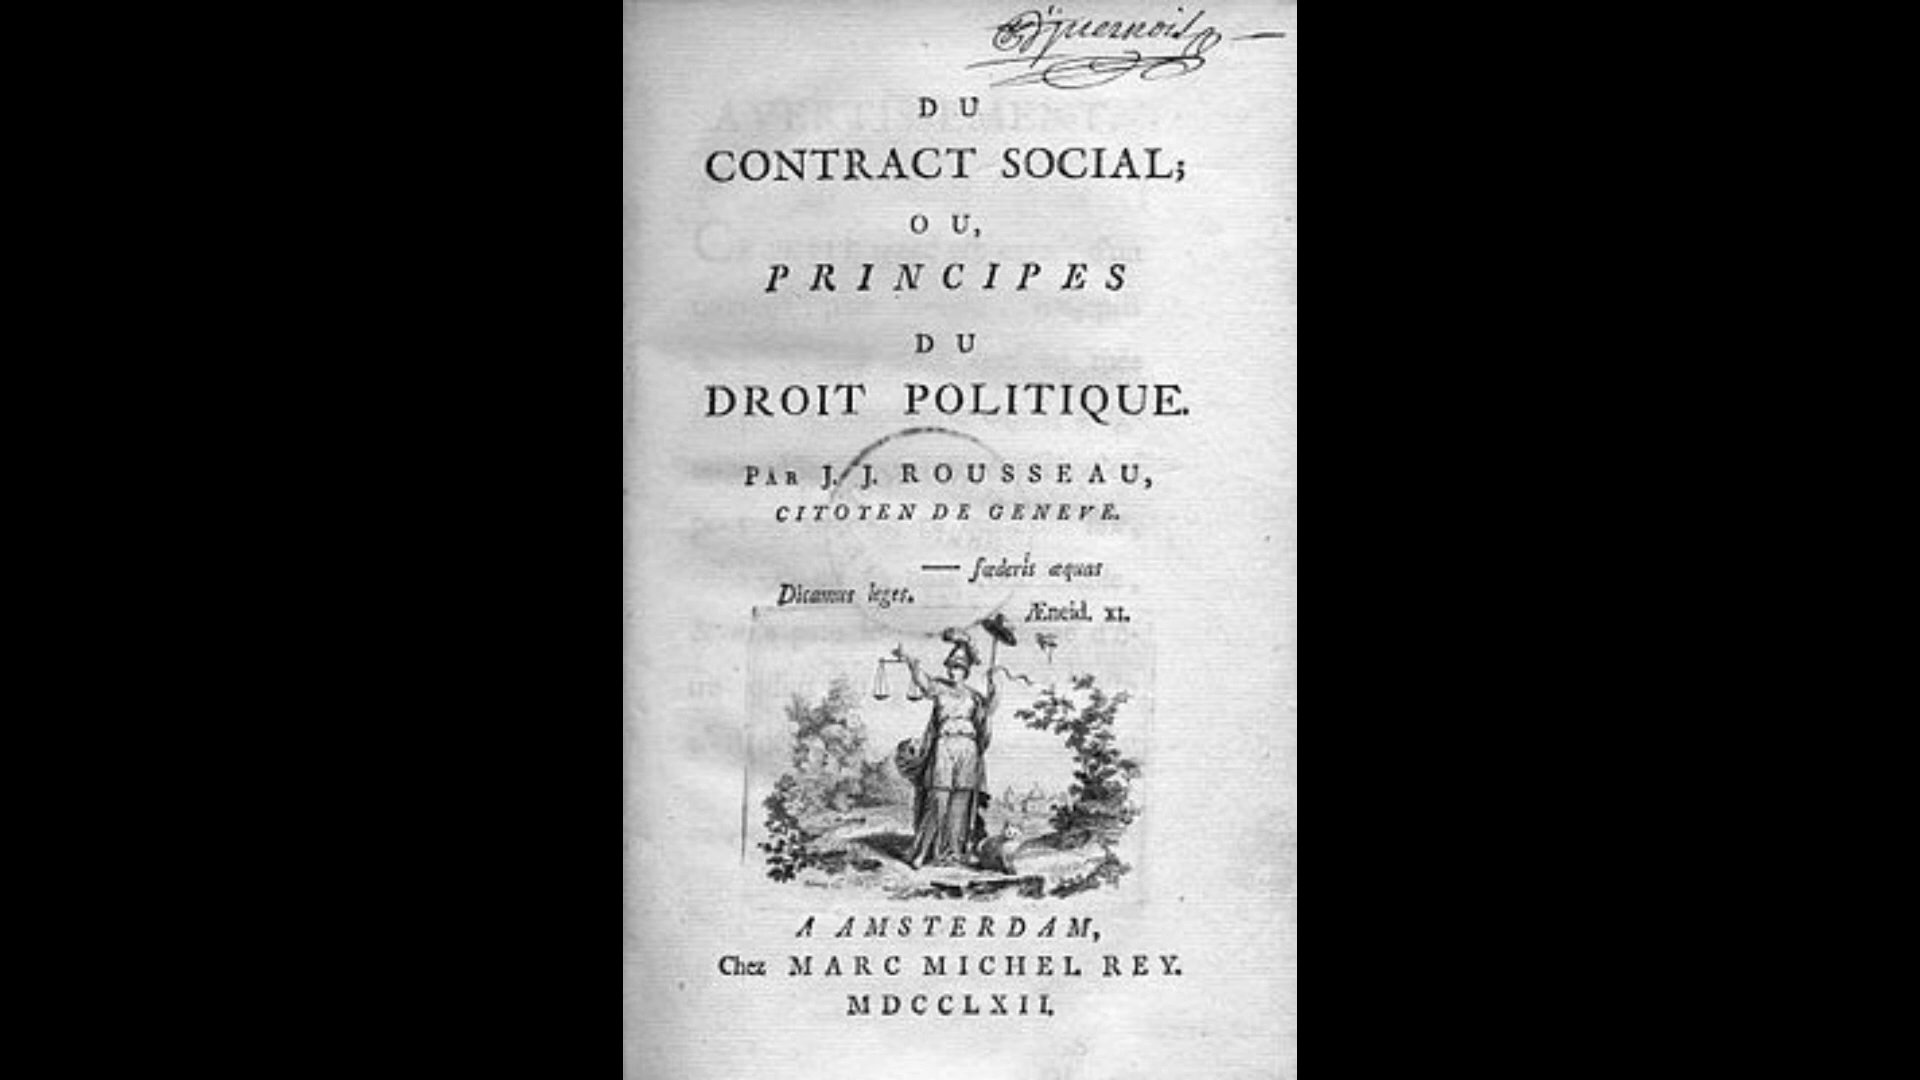 D'Ivernois
DU
CONTRACT SOCIAL;
OU,
PRINCIPES
DU
DROIT POLITIQUE.
PAR J. J. ROUSSEAU,
CITOYEN DE GENEVE.
— fœderis æquas
Dicamus leges.
Æneid. XI.
A AMSTERDAM,
Chez MARC MICHEL REY.
MDCCLXII.